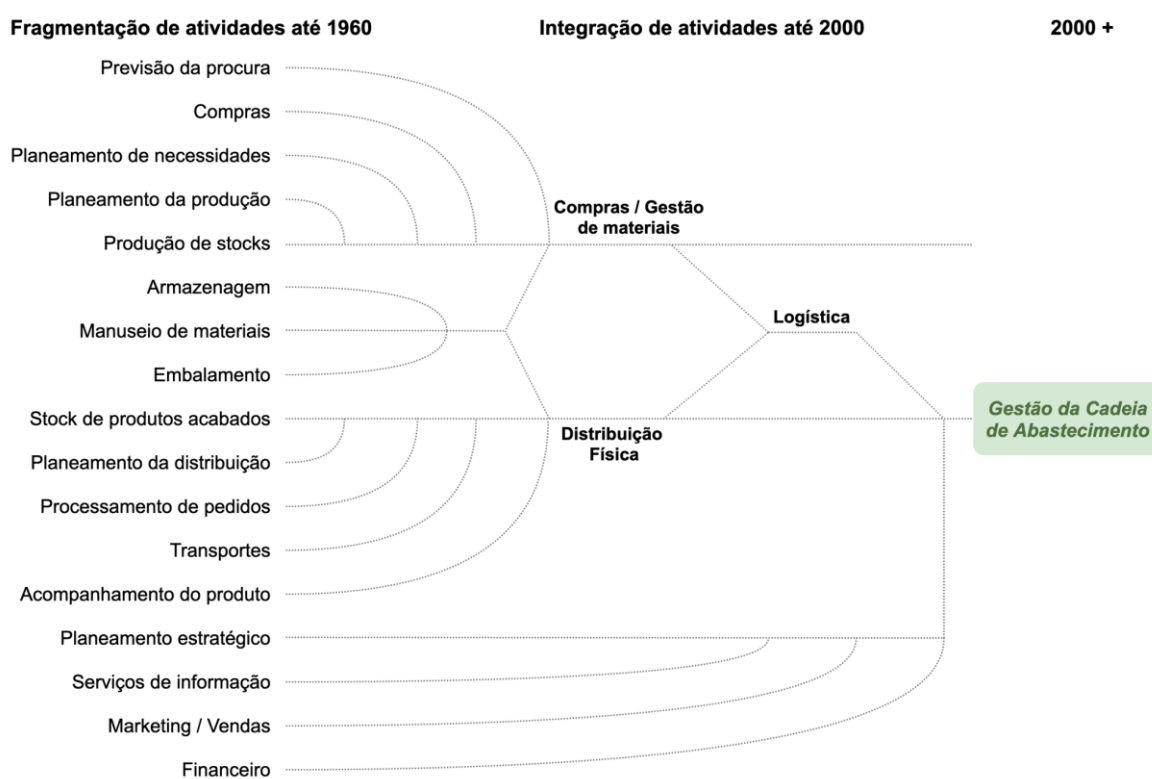 Fragmentação de atividades até 1960
Integração de atividades até 2000
2000 +
Previsão da procura
Compras
Planeamento de necessidades
Planeamento da produção
Produção de stocks
Armazenagem
Manuseio de materiais
Embalamento
Stock de produtos acabados
Planeamento da distribuição
Processamento de pedidos
Transportes
Acompanhamento do produto
Planeamento estratégico
Serviços de informação
Marketing / Vendas
Financeiro
Compras / Gestão
de materiais
Distribuição
Física
Logística
Gestão da Cadeia
de Abastecimento